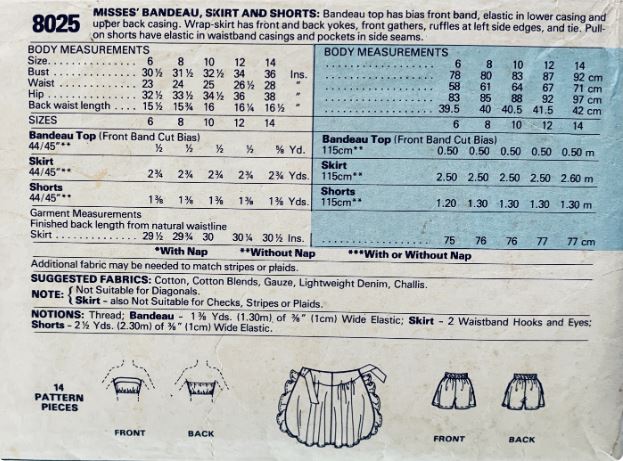 8025 MISSES' BANDEAU, SKIRT AND SHORTS: Bandeau top has bias front band, elastic in lower casing and
upper back casing. Wrap-skirt has front and back yokes, front gathers, ruffles at left side edges, and tie. Pull-
on shorts have elastic in waistband casings and pockets in side seams.
BODY MEASUREMENTS
Size................ 6 8 10 12 14
Bust ............... 30½ 31½ 32½ 34 36 Ins.
Waist .............. 23 24 25 26½ 28 "
Hip ................ 32½ 33½ 34½ 36 38 "
Back waist length .... 15½ 15¾ 16 16¼ 16½ "
SIZES 6 8 10 12 14
Bandeau Top (Front Band Cut Bias)
44/45"** ½ ½ ½ ½ ⅝ Yd.
Skirt
44/45"** 2¾ 2¾ 2¾ 2¾ 2¾ Yds.
Shorts
44/45"** 1⅜ 1⅜ 1⅜ 1⅜ 1⅜ Yds.
Garment Measurements
Finished back length from natural waistline
Skirt .............. 29½ 29¾ 30 30¼ 30½ Ins.
BODY MEASUREMENTS
6 8 10 12 14
78 80 83 87 92 cm
58 61 64 67 71 cm
83 85 88 92 97 cm
39.5 40 40.5 41.5 42 cm
6 8 10 12 14
Bandeau Top (Front Band Cut Bias)
115cm** 0.50 0.50 0.50 0.50 0.50 m
Skirt
115cm** 2.50 2.50 2.50 2.50 2.60 m
Shorts
115cm** 1.20 1.30 1.30 1.30 1.30 m
.................... 75 76 76 77 77 cm
*With Nap **Without Nap ***With or Without Nap
Additional fabric may be needed to match stripes or plaids.
SUGGESTED FABRICS: Cotton, Cotton Blends, Gauze, Lightweight Denim, Challis.
NOTE: { Not Suitable for Diagonals.
Skirt - also Not Suitable for Checks, Stripes or Plaids.
NOTIONS: Thread; Bandeau - 1⅜ Yds. (1.30m) of ⅜" (1cm) Wide Elastic; Skirt - 2 Waistband Hooks and Eyes;
Shorts - 2½ Yds. (2.30m) of ⅜" (1cm) Wide Elastic.
14
PATTERN
PIECES
FRONT BACK FRONT BACK